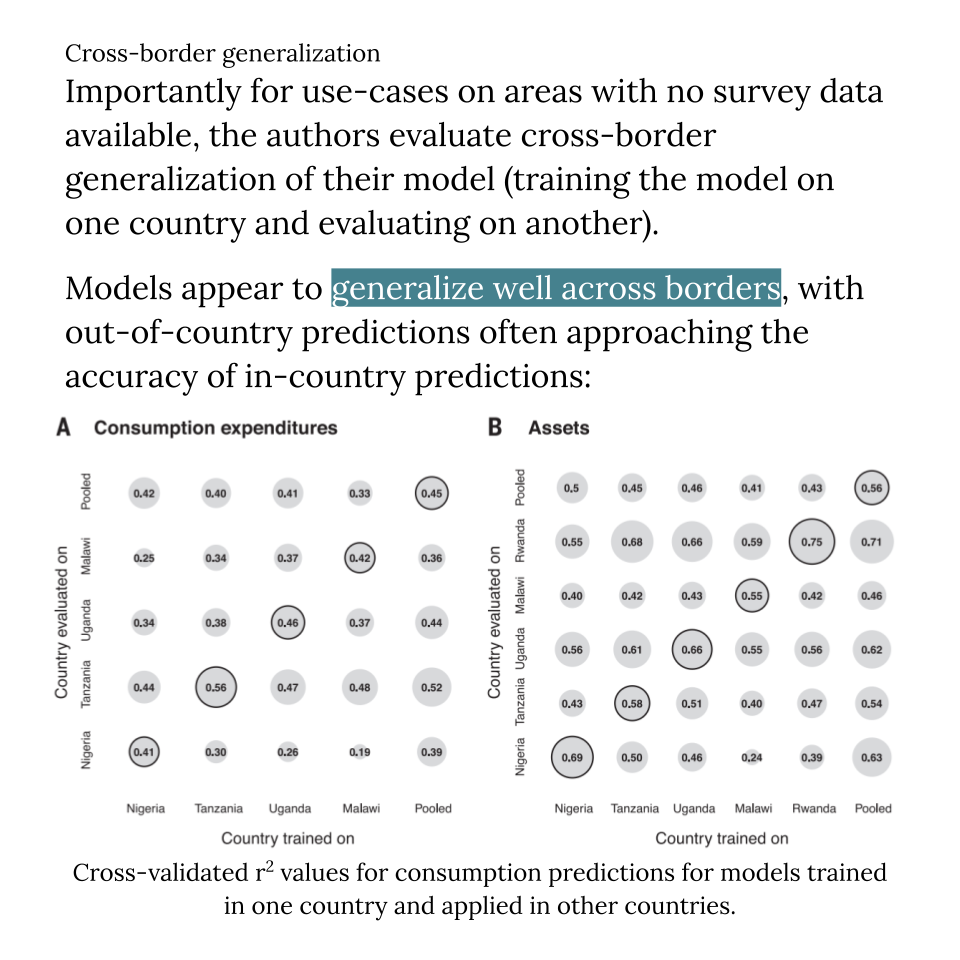 Cross-border generalization
Importantly for use-cases on areas with no survey data
available, the authors evaluate cross-border
generalization of their model (training the model on
one country and evaluating on another).
Models appear to generalize well across borders, with
out-of-country predictions often approaching the
accuracy of in-country predictions:
A Consumption expenditures
Country evaluated on
Pooled 0.42 0.40 0.41 0.33 0.45
Malawi 0.25 0.34 0.37 0.42 0.36
Uganda 0.34 0.38 0.46 0.37 0.44
Tanzania 0.44 0.56 0.47 0.48 0.52
Nigeria 0.41 0.30 0.26 0.19 0.39
Nigeria Tanzania Uganda Malawi Pooled
Country trained on
B Assets
Country evaluated on
Pooled 0.5 0.45 0.46 0.41 0.43 0.56
Rwanda 0.55 0.68 0.66 0.59 0.75 0.71
Malawi 0.40 0.42 0.43 0.55 0.42 0.46
Uganda 0.56 0.61 0.66 0.55 0.56 0.62
Tanzania 0.43 0.58 0.51 0.40 0.47 0.54
Nigeria 0.69 0.50 0.46 0.24 0.39 0.63
Nigeria Tanzania Uganda Malawi Rwanda Pooled
Country trained on
Cross-validated r² values for consumption predictions for models trained
in one country and applied in other countries.